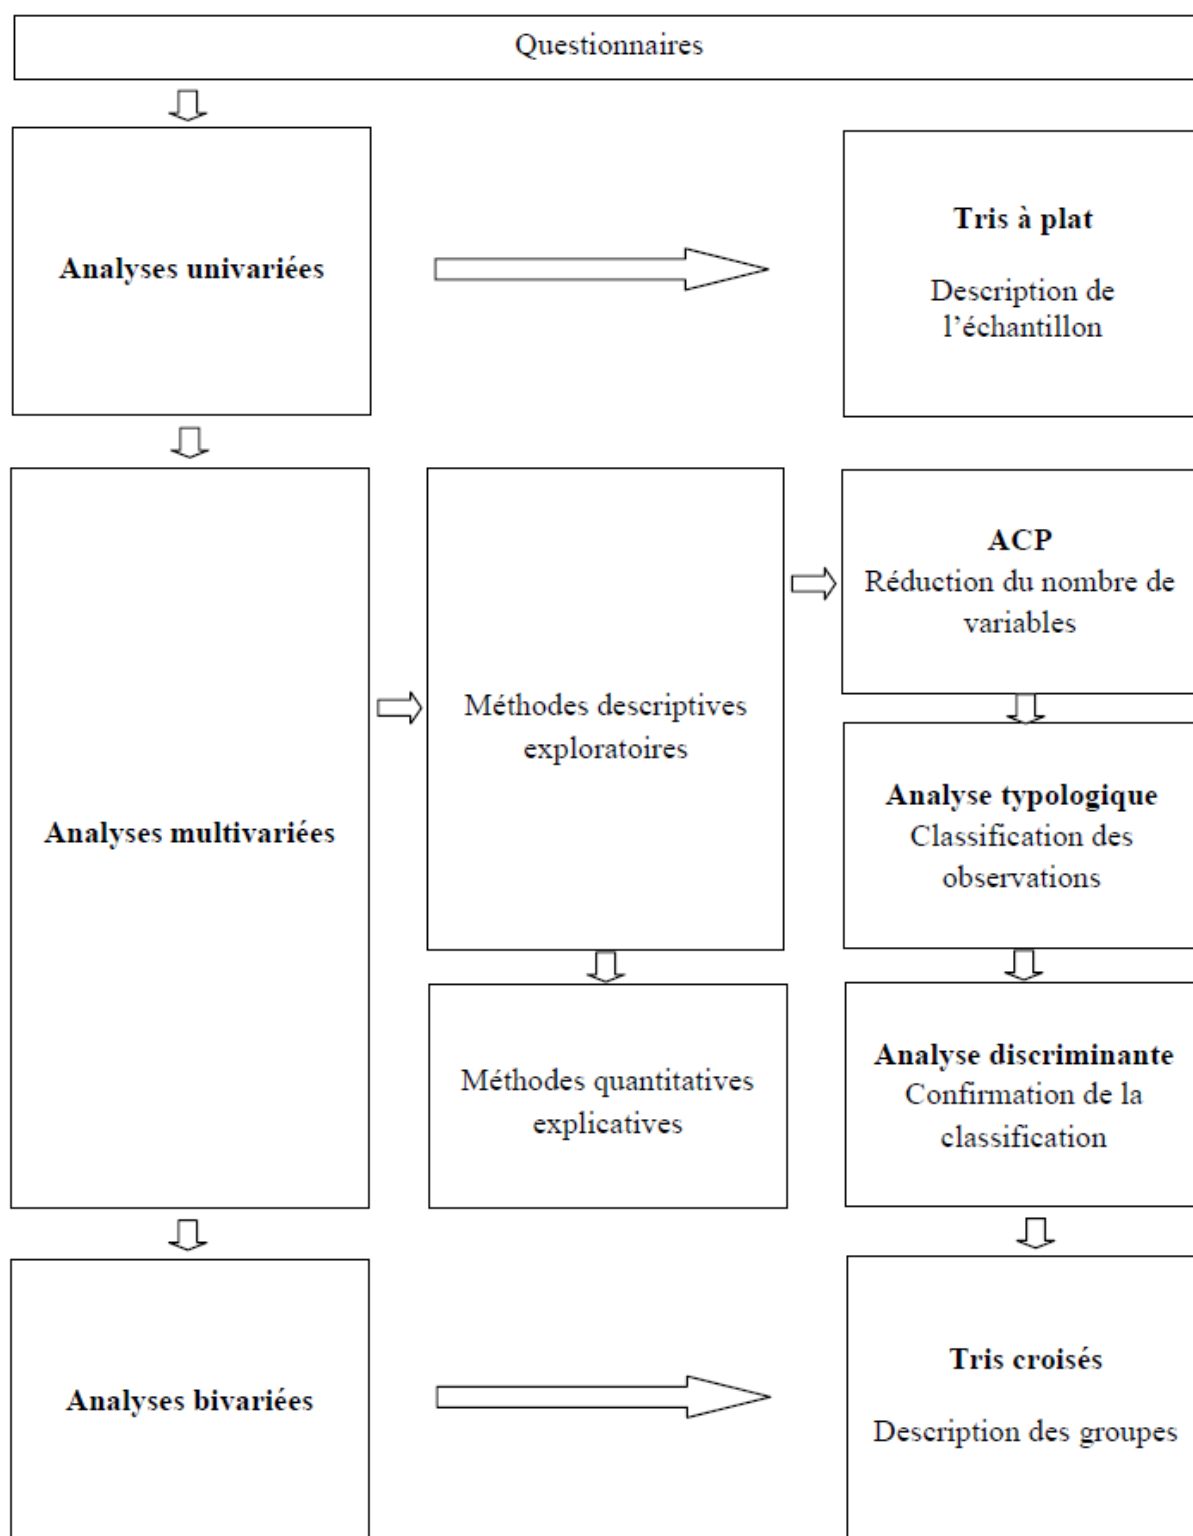 Questionnaires
Analyses univariées
Tris à plat
Description de
l’échantillon
Analyses multivariées
Méthodes descriptives
exploratoires
ACP
Réduction du nombre de
variables
Analyse typologique
Classification des
observations
Méthodes quantitatives
explicatives
Analyse discriminante
Confirmation de la
classification
Analyses bivariées
Tris croisés
Description des groupes